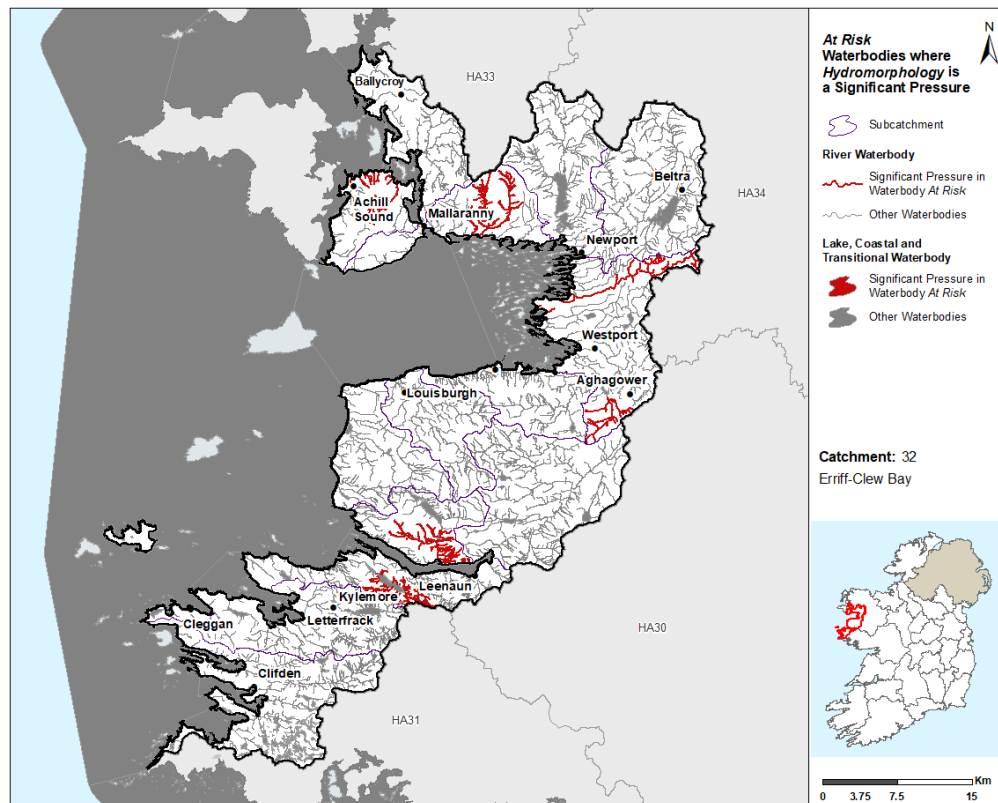 HA33
Ballycroy
HA34
Beltra
Achill
Sound
Mallaranny
Newport
Westport
Aghagower
Louisburgh
Leenaun
Kylemore
Cleggan
Letterfrack
HA30
Clifden
HA31
N
At Risk
Waterbodies where
Hydromorphology is
a Significant Pressure
Subcatchment
River Waterbody
Significant Pressure in
Waterbody At Risk
Other Waterbodies
Lake, Coastal and
Transitional Waterbody
Significant Pressure in
Waterbody At Risk
Other Waterbodies
Catchment: 32
Erriff-Clew Bay
Km
0 3.75 7.5 15